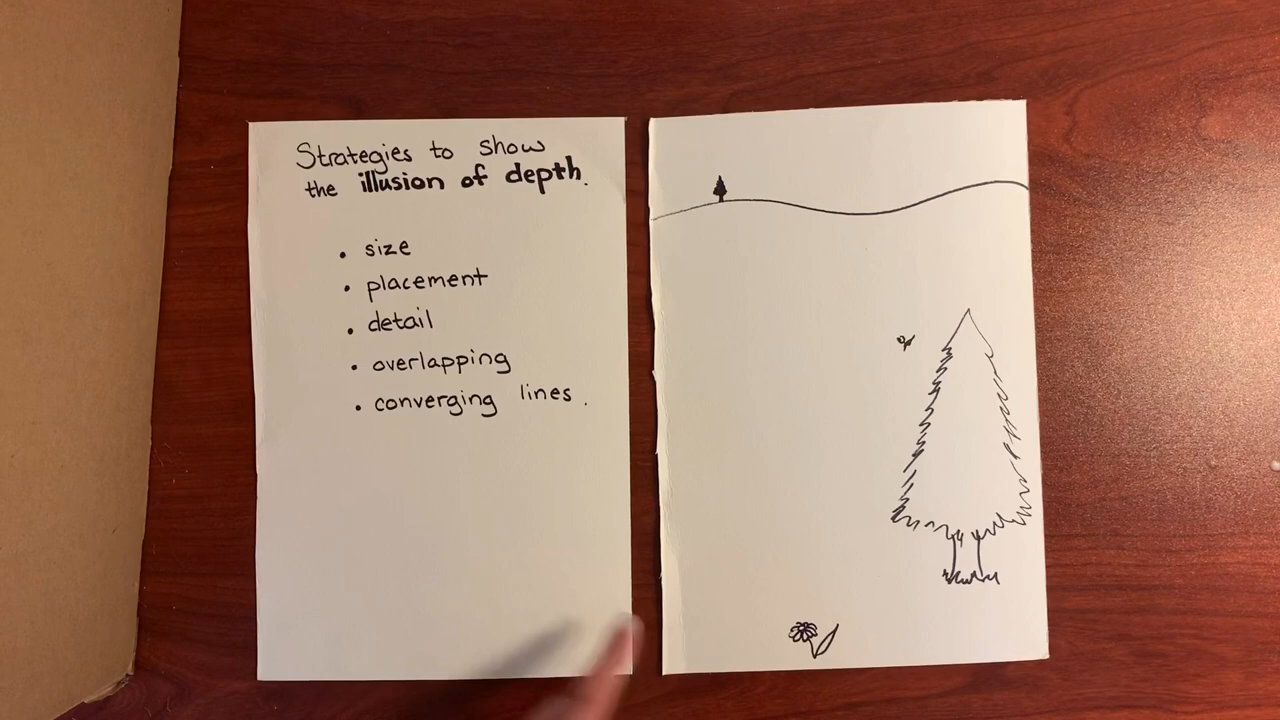 Strategies to show
the illusion of depth.
• size
• placement
• detail
• overlapping
• converging lines.